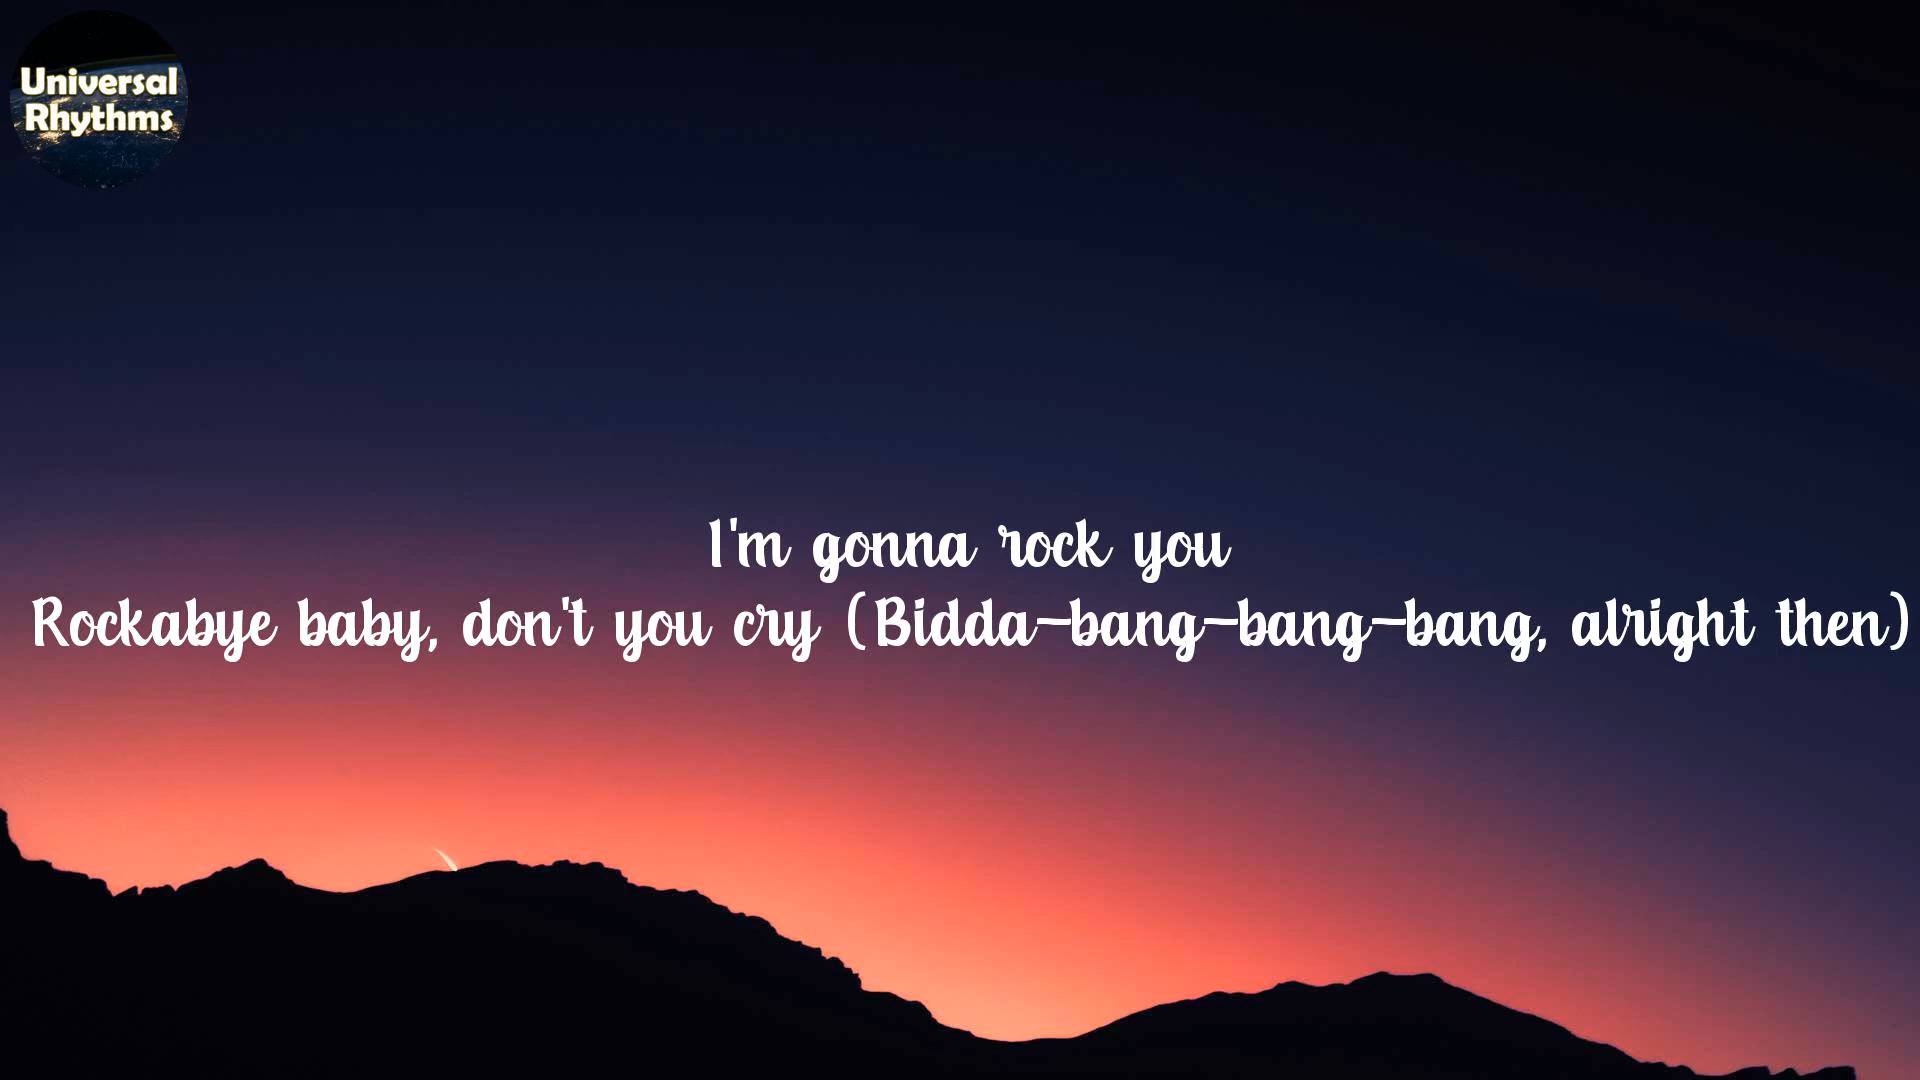 Universal
Rhythms
I'm gonna rock you
Rockabye baby, don't you cry (Bidda-bang-bang-bang, alright then)